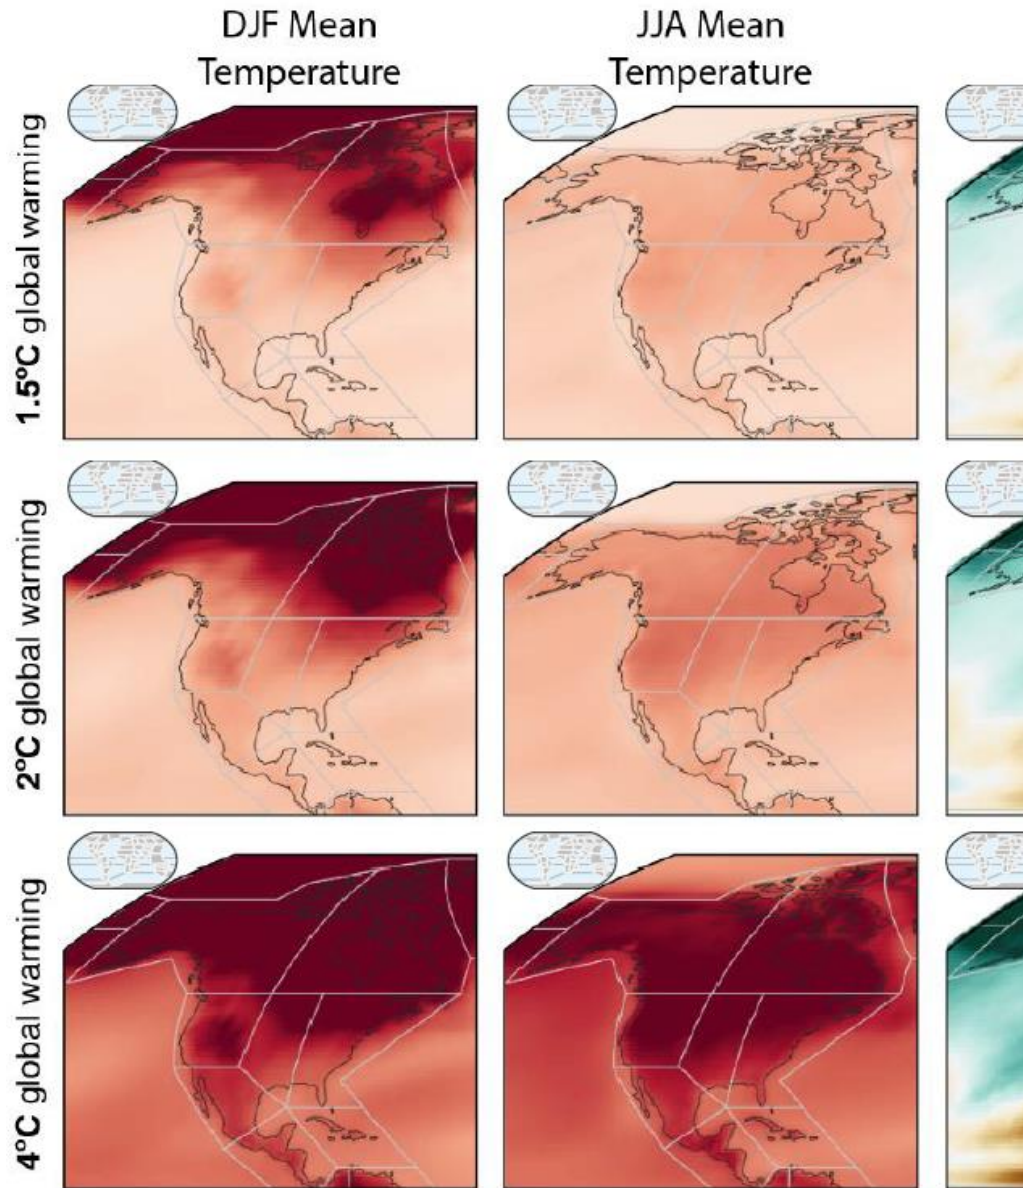 DJF Mean
Temperature
JJA Mean
Temperature
1.5ºC global warming
2ºC global warming
4ºC global warming